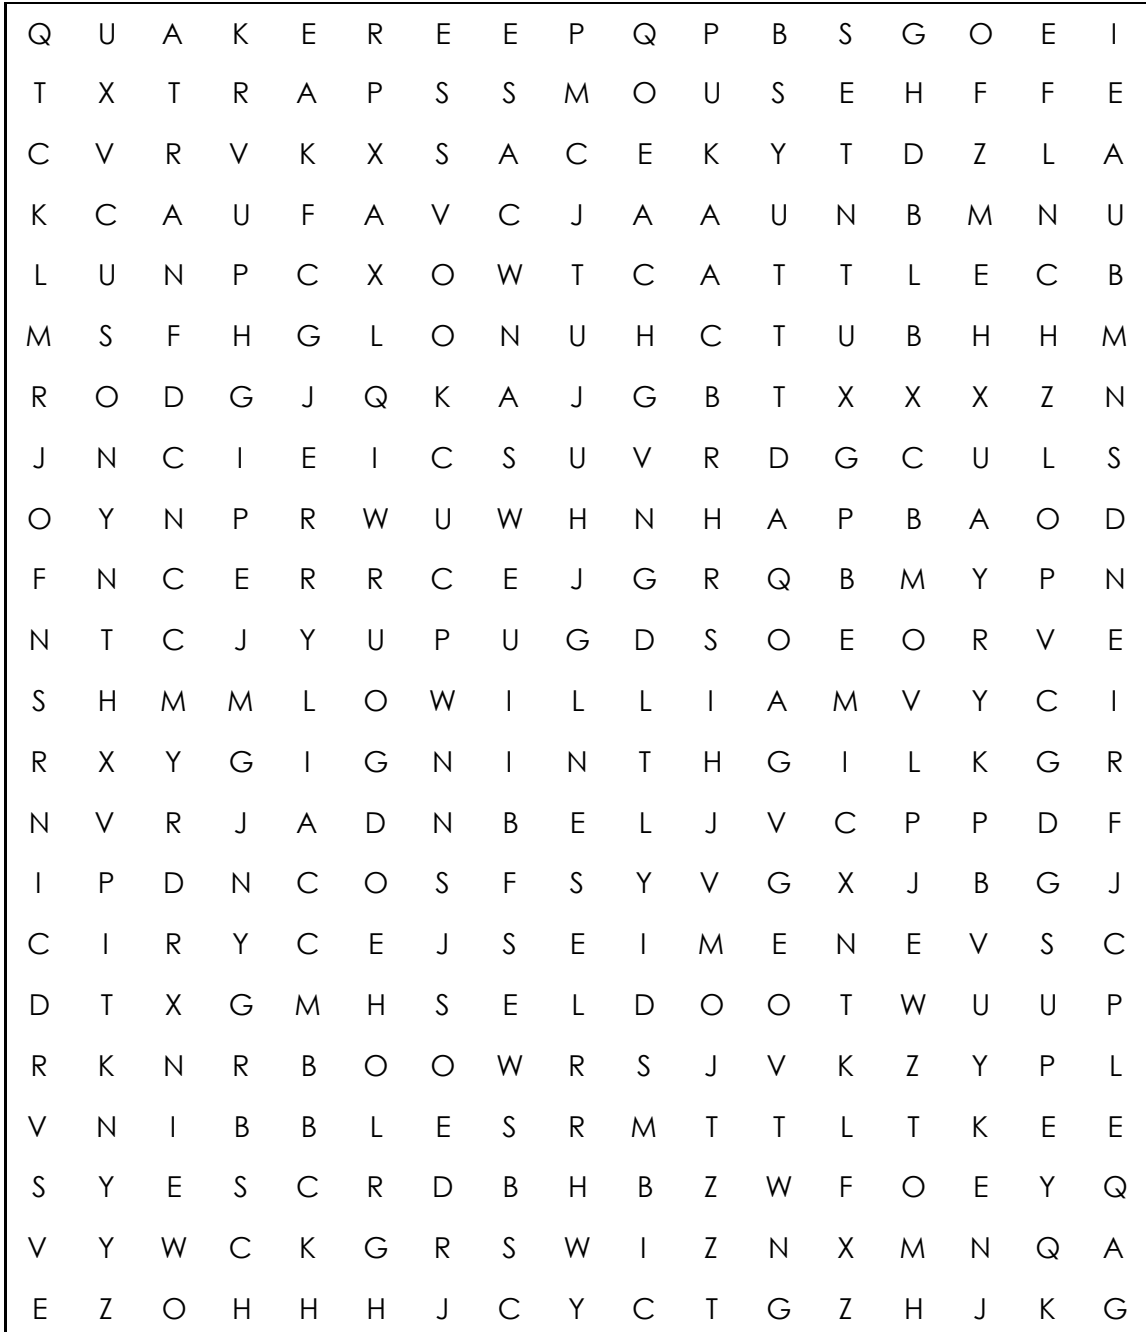 Q U A K E R E E P Q P B S G O E I
T X T R A P S S M O U S E H F F E
C V R V K X S A C E K Y T D Z L A
K C A U F A V C J A A U N B M N U
L U N P C X O W T C A T T L E C B
M S F H G L O N U H C T U B H H M
R O D G J Q K A J G B T X X X Z N
J N C I E I C S U V R D G C U L S
O Y N P R W U W H N H A P B A O D
F N C E R R C E J G R Q B M Y P N
N T C J Y U P U G D S O E O R V E
S H M M L O W I L L I A M V Y C I
R X Y G I G N I N T H G I L K G R
N V R J A D N B E L J V C P P D F
I P D N C O S F S Y V G X J B G J
C I R Y C E J S E I M E N E V S C
D T X G M H S E L D O O T W U U P
R K N R B O O W R S J V K Z Y P L
V N I B B L E S R M T T L T K E E
S Y E S C R D B H B Z W F O E Y Q
V Y W C K G R S W I Z N X M N Q A
E Z O H H H J C Y C T G Z H J K G